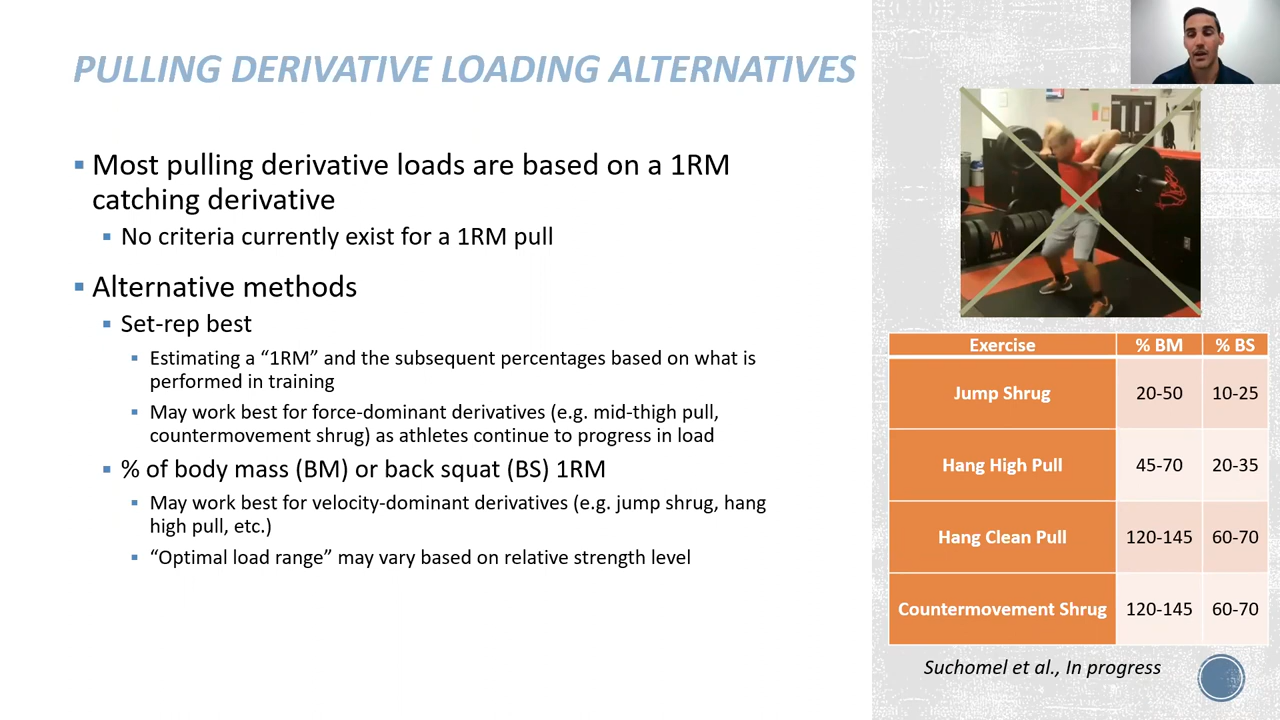 PULLING DERIVATIVE LOADING ALTERNATIVES
Most pulling derivative loads are based on a 1RM
catching derivative
No criteria currently exist for a 1RM pull
Alternative methods
Set-rep best
Estimating a “1RM” and the subsequent percentages based on what is
performed in training
May work best for force-dominant derivatives (e.g. mid-thigh pull,
countermovement shrug) as athletes continue to progress in load
% of body mass (BM) or back squat (BS) 1RM
May work best for velocity-dominant derivatives (e.g. jump shrug, hang
high pull, etc.)
“Optimal load range” may vary based on relative strength level
Exercise % BM % BS
Jump Shrug 20-50 10-25
Hang High Pull 45-70 20-35
Hang Clean Pull 120-145 60-70
Countermovement Shrug 120-145 60-70
Suchomel et al., In progress